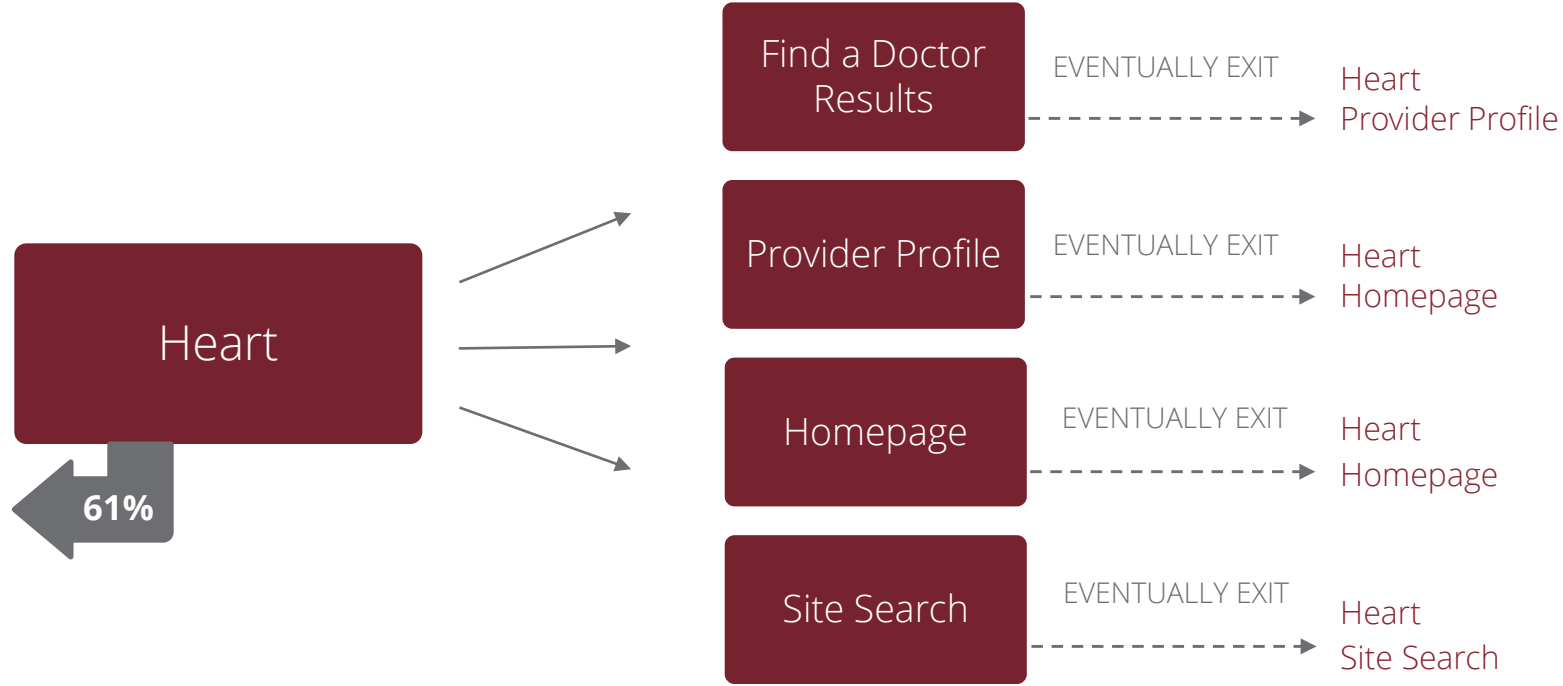 Find a Doctor
Results
EVENTUALLY EXIT
Heart
Provider Profile
Provider Profile
EVENTUALLY EXIT
Heart
Homepage
Heart
61%
Homepage
EVENTUALLY EXIT
Heart
Homepage
Site Search
EVENTUALLY EXIT
Heart
Site Search